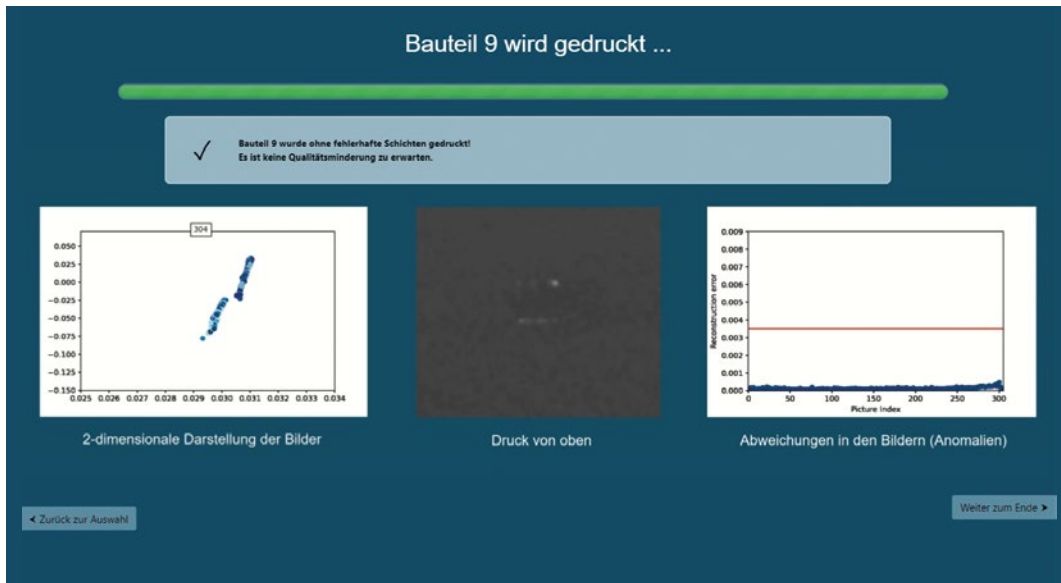 Bauteil 9 wird gedruckt ...
✓
Bauteil 9 wurde ohne fehlerhafte Schichten gedruckt!
Es ist keine Qualitätsminderung zu erwarten.
304
0.050
0.025
0.000
−0.025
−0.050
−0.075
−0.100
−0.125
−0.150
0.025 0.026 0.027 0.028 0.029 0.030 0.031 0.032 0.033 0.034
2-dimensionale Darstellung der Bilder
Druck von oben
Reconstruction error
0.009
0.008
0.007
0.006
0.005
0.004
0.003
0.002
0.001
0.000
0 50 100 150 200 250 300
Picture Index
Abweichungen in den Bildern (Anomalien)
⮜ Zurück zur Auswahl
Weiter zum Ende ⮞